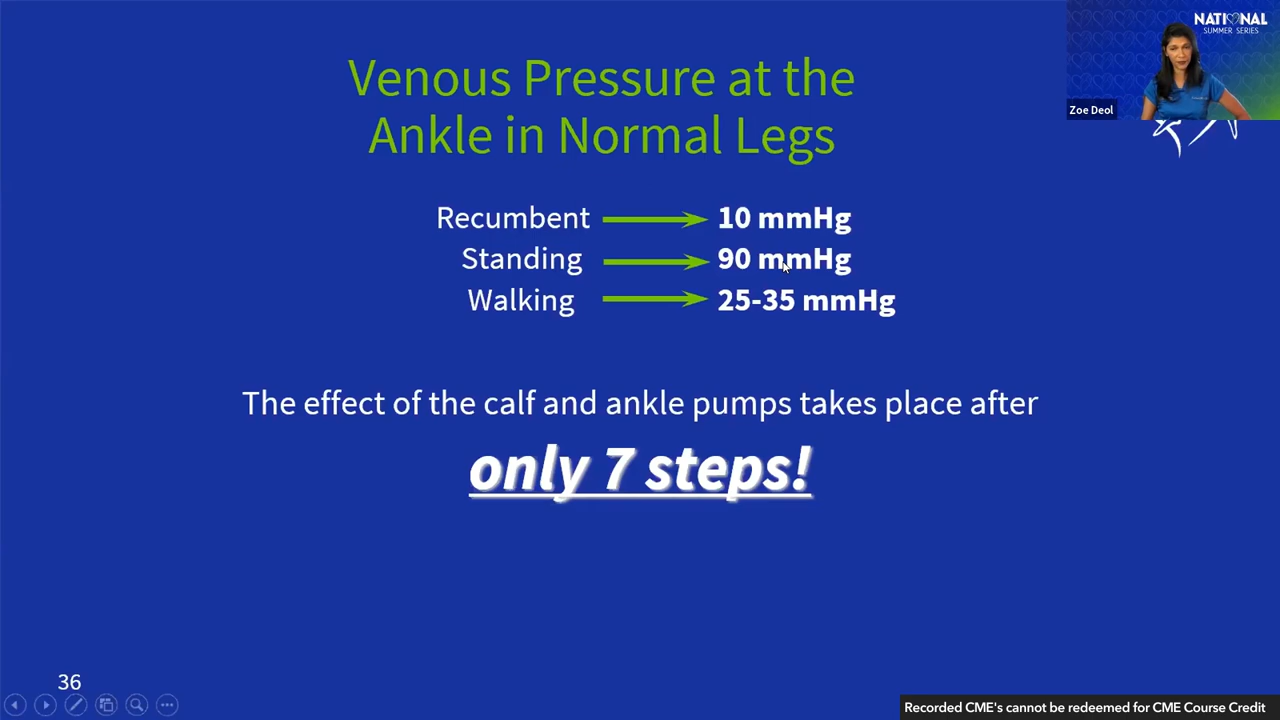 NATIONAL
SUMMER SERIES
Zoe Deol
Venous Pressure at the
Ankle in Normal Legs
Recumbent 10 mmHg
Standing 90 mmHg
Walking 25-35 mmHg
The effect of the calf and ankle pumps takes place after
only 7 steps!
36
Recorded CME's cannot be redeemed for CME Course Credit